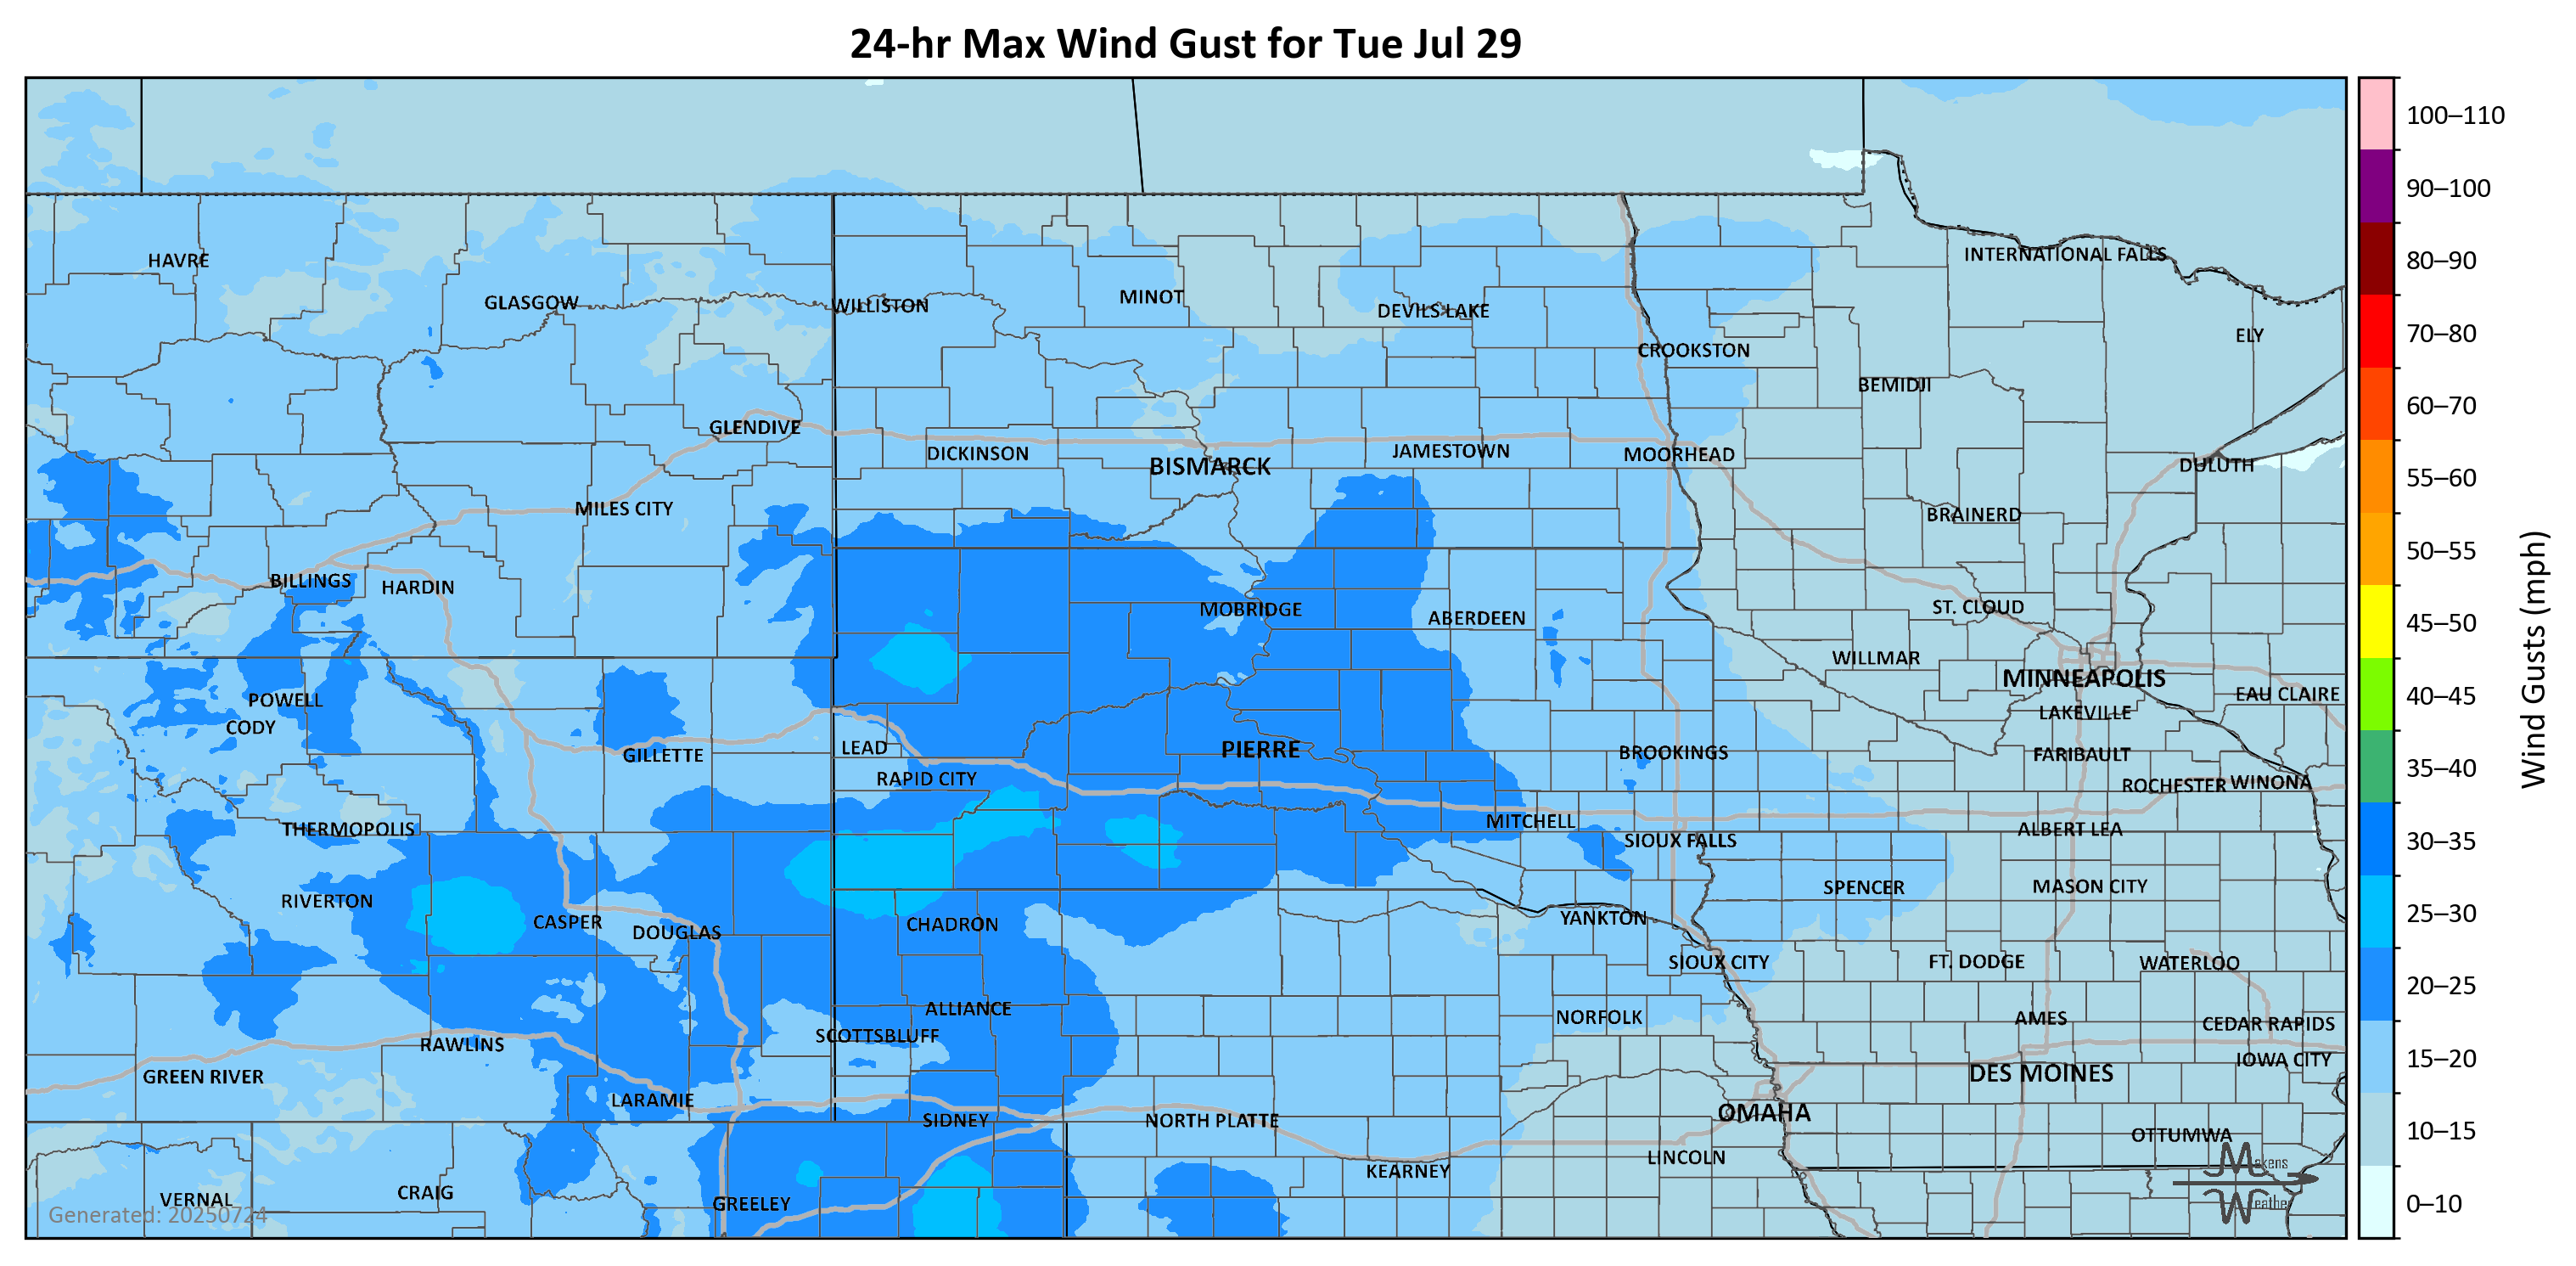 24-hr Max Wind Gust for Tue Jul 29
100–110
90–100
INTERNATIONAL FALLS
HAVRE
80–90
MINOT
GLASGOW
WILLISTON
DEVILS LAKE
70–80
ELY
CROOKSTON
BEMIDJI
60–70
GLENDIVE
DICKINSON
JAMESTOWN
MOORHEAD
BISMARCK
DULUTH
55–60
MILES CITY
BRAINERD
50–55
BILLINGS
HARDIN
MOBRIDGE
ABERDEEN
ST. CLOUD
45–50
WILLMAR
MINNEAPOLIS
EAU CLAIRE
40–45
POWELL
CODY
LAKEVILLE
LEAD
PIERRE
GILLETTE
BROOKINGS
FARIBAULT
35–40
RAPID CITY
ROCHESTER
WINONA
THERMOPOLIS
MITCHELL
ALBERT LEA
SIOUX FALLS
30–35
SPENCER
MASON CITY
RIVERTON
25–30
CASPER
DOUGLAS
CHADRON
YANKTON
SIOUX CITY
FT. DODGE
WATERLOO
20–25
ALLIANCE
NORFOLK
AMES
CEDAR RAPIDS
SCOTTSBLUFF
RAWLINS
15–20
IOWA CITY
GREEN RIVER
DES MOINES
LARAMIE
OMAHA
SIDNEY
NORTH PLATTE
10–15
OTTUMWA
LINCOLN
KEARNEY
Makens
Weather
VERNAL
CRAIG
GREELEY
0–10
Generated: 20250724
Wind Gusts (mph)